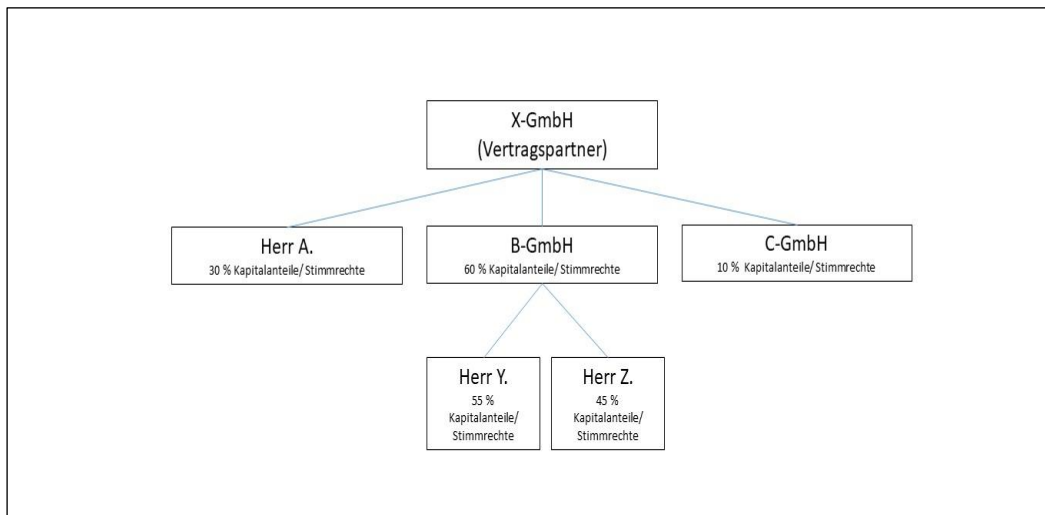 X-GmbH
(Vertragspartner)
Herr A.
30 % Kapitalanteile/ Stimmrechte
B-GmbH
60 % Kapitalanteile/ Stimmrechte
C-GmbH
10 % Kapitalanteile/ Stimmrechte
Herr Y.
55 %
Kapitalanteile/
Stimmrechte
Herr Z.
45 %
Kapitalanteile/
Stimmrechte